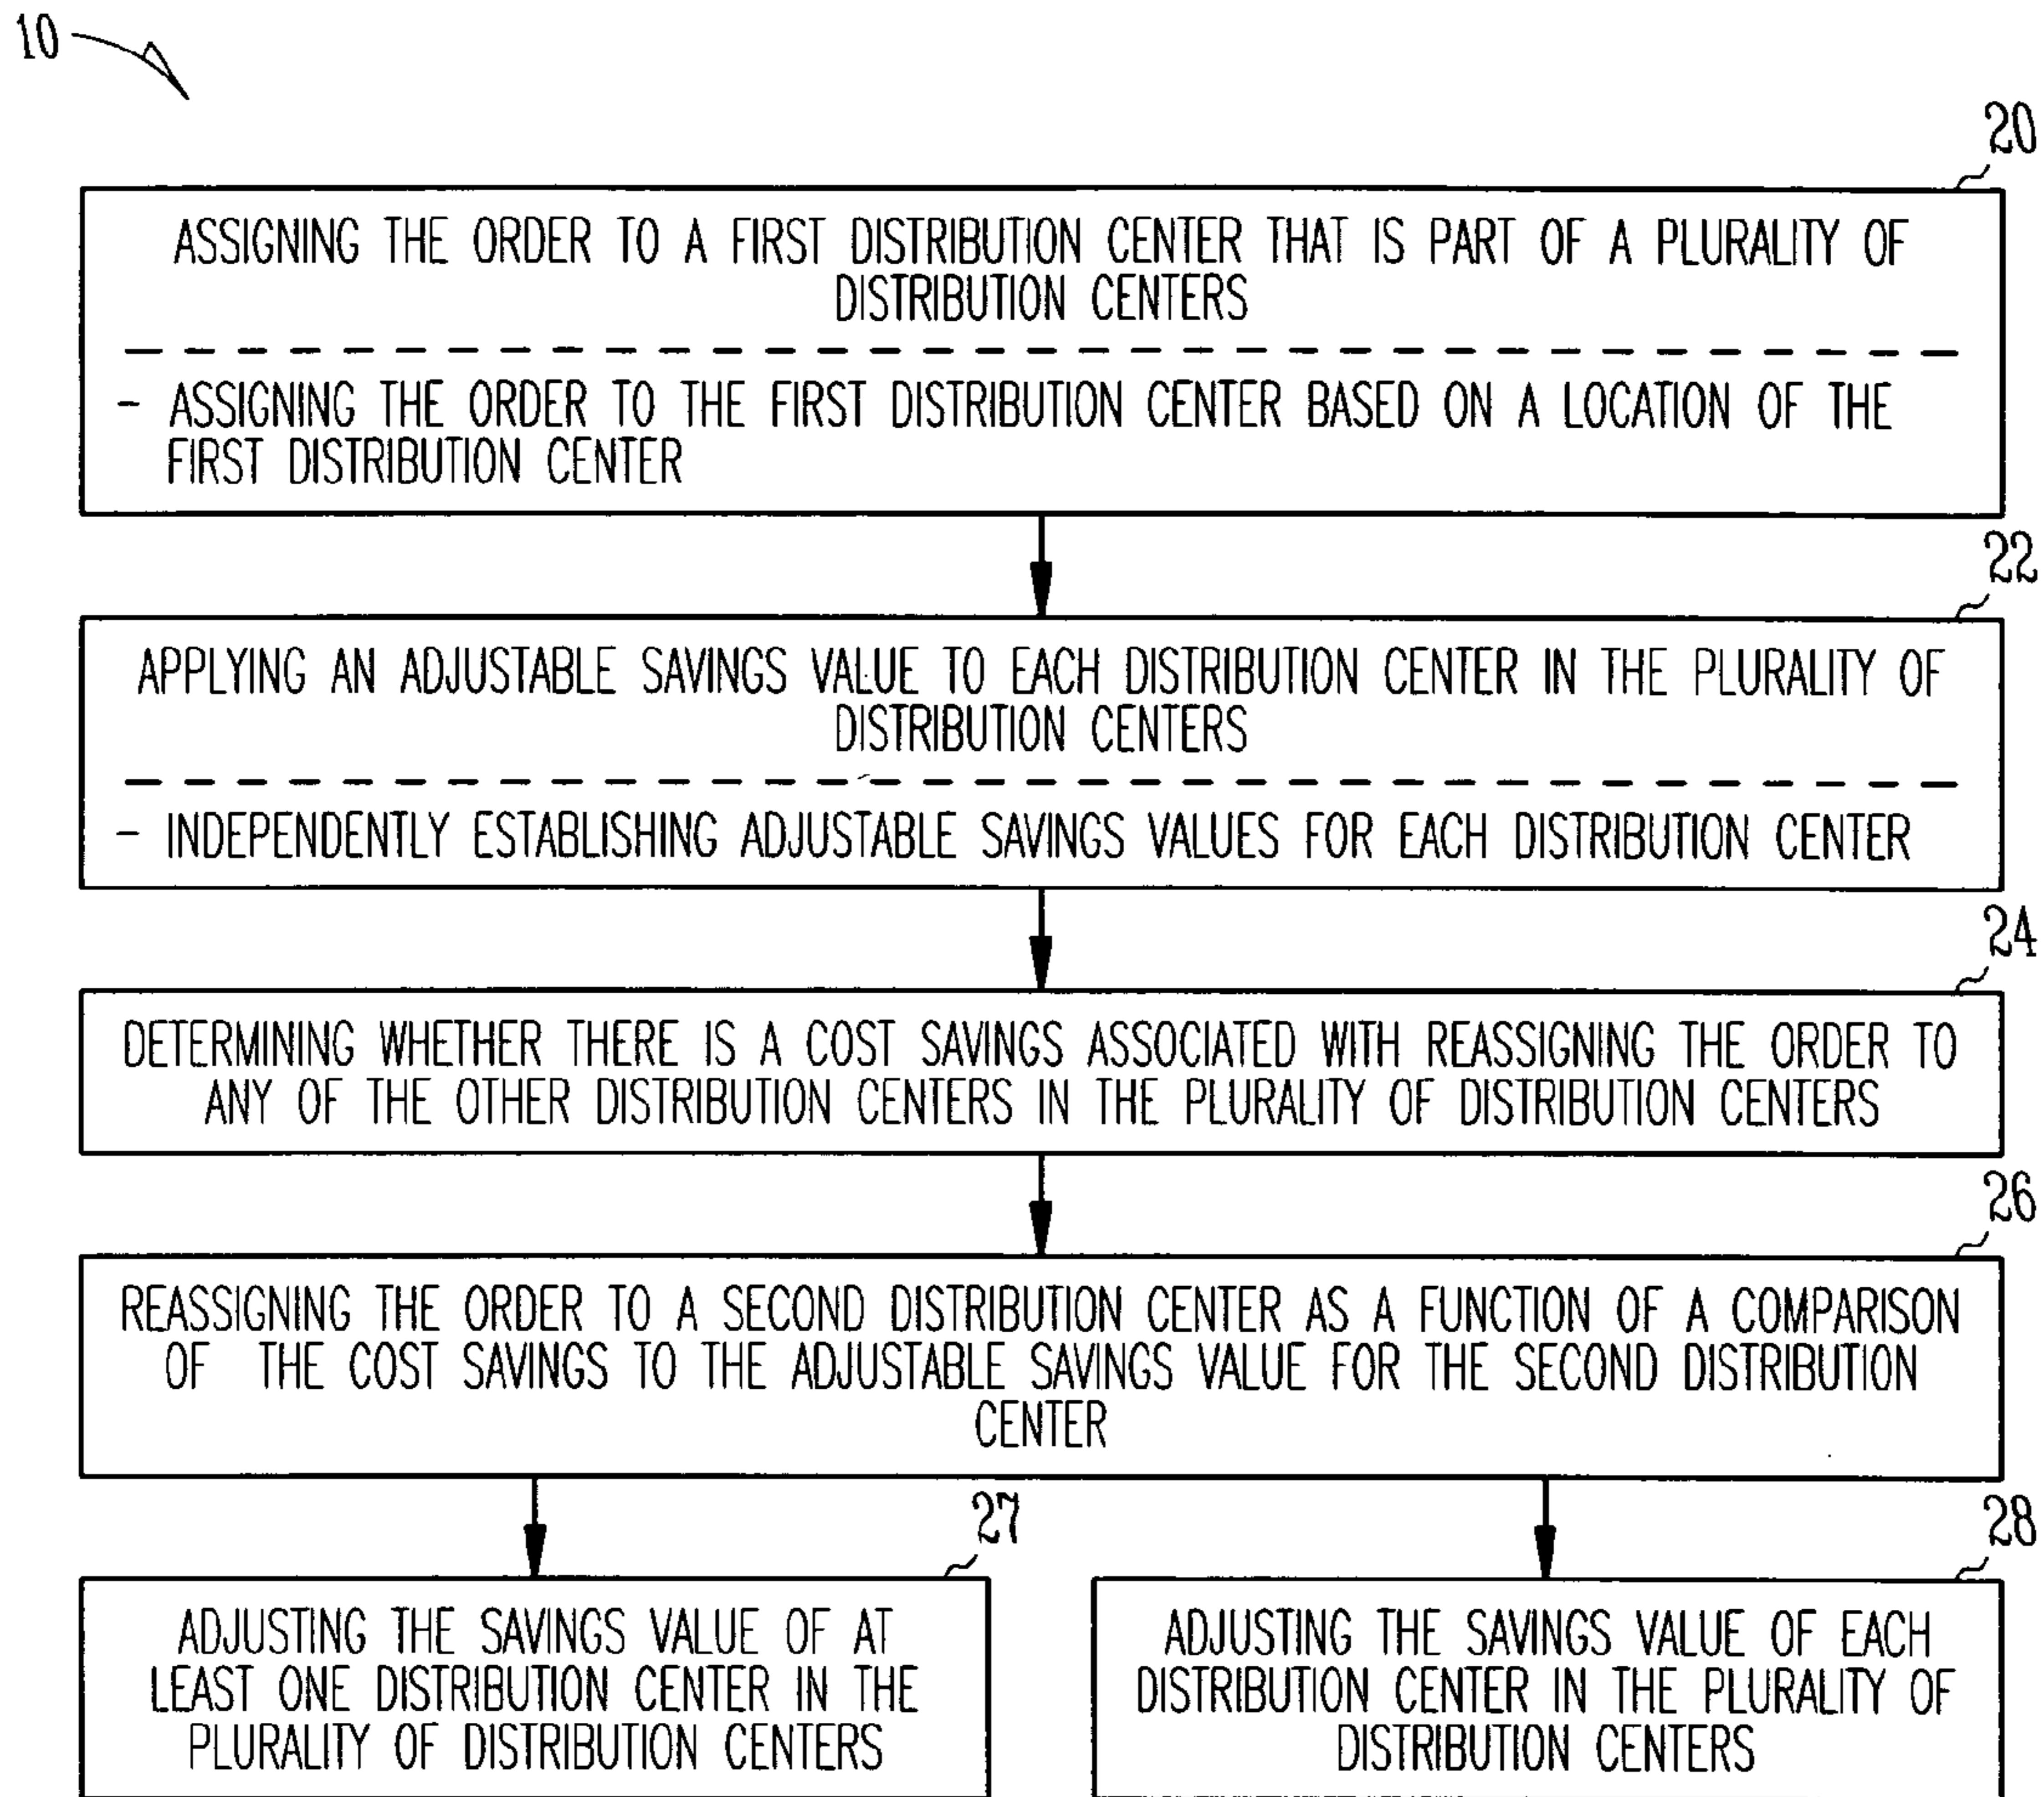 10
20
ASSIGNING THE ORDER TO A FIRST DISTRIBUTION CENTER THAT IS PART OF A PLURALITY OF
DISTRIBUTION CENTERS
- ASSIGNING THE ORDER TO THE FIRST DISTRIBUTION CENTER BASED ON A LOCATION OF THE
FIRST DISTRIBUTION CENTER
22
APPLYING AN ADJUSTABLE SAVINGS VALUE TO EACH DISTRIBUTION CENTER IN THE PLURALITY OF
DISTRIBUTION CENTERS
- INDEPENDENTLY ESTABLISHING ADJUSTABLE SAVINGS VALUES FOR EACH DISTRIBUTION CENTER
24
DETERMINING WHETHER THERE IS A COST SAVINGS ASSOCIATED WITH REASSIGNING THE ORDER TO
ANY OF THE OTHER DISTRIBUTION CENTERS IN THE PLURALITY OF DISTRIBUTION CENTERS
26
REASSIGNING THE ORDER TO A SECOND DISTRIBUTION CENTER AS A FUNCTION OF A COMPARISON
OF THE COST SAVINGS TO THE ADJUSTABLE SAVINGS VALUE FOR THE SECOND DISTRIBUTION
CENTER
27
ADJUSTING THE SAVINGS VALUE OF AT
LEAST ONE DISTRIBUTION CENTER IN THE
PLURALITY OF DISTRIBUTION CENTERS
28
ADJUSTING THE SAVINGS VALUE OF EACH
DISTRIBUTION CENTER IN THE PLURALITY OF
DISTRIBUTION CENTERS